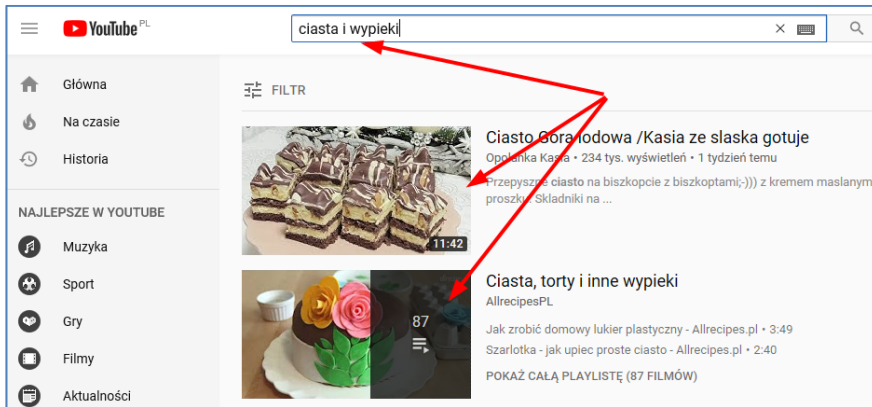 YouTube PL
ciasta i wypieki
Główna
Na czasie
Historia
NAJLEPSZE W YOUTUBE
Muzyka
Sport
Gry
Filmy
Aktualności
FILTR
Ciasto Gora lodowa /Kasia ze slaska gotuje
Opolanka Kasia • 234 tys. wyświetleń • 1 tydzień temu
Przepyszne ciasto na biszkopcie z biszkoptami;-))) z kremem maslanym
proszku. Skladniki na ...
11:42
Ciasta, torty i inne wypieki
AllrecipesPL
87
Jak zrobić domowy lukier plastyczny - Allrecipes.pl • 3:49
Szarlotka - jak upiec proste ciasto - Allrecipes.pl • 2:40
POKAŻ CAŁĄ PLAYLISTĘ (87 FILMÓW)